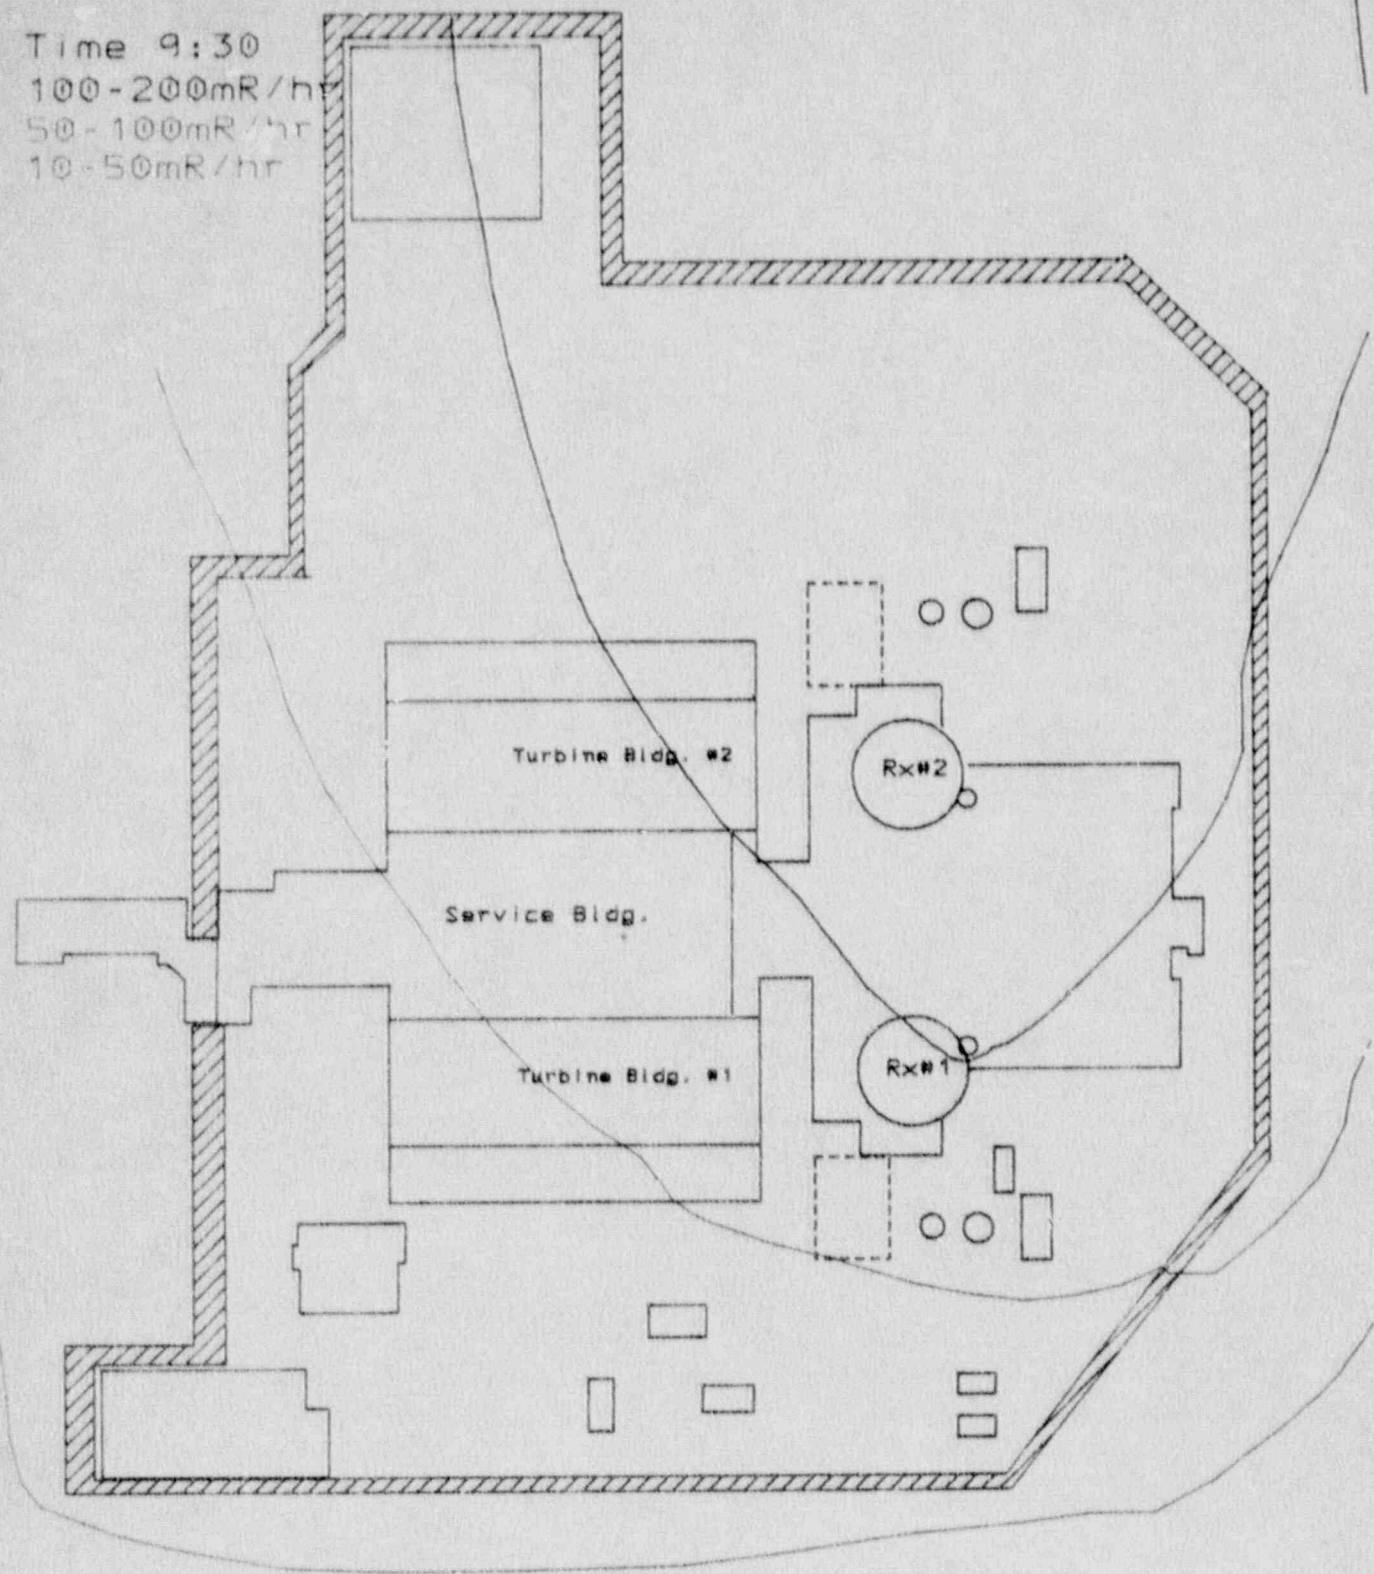 Time 9:30
100-200mR/hr
50-100mR/hr
10-50mR/hr
Turbine Bldg. #2
Rx#2
Service Bldg.
Rx#1
Turbine Bldg. #1